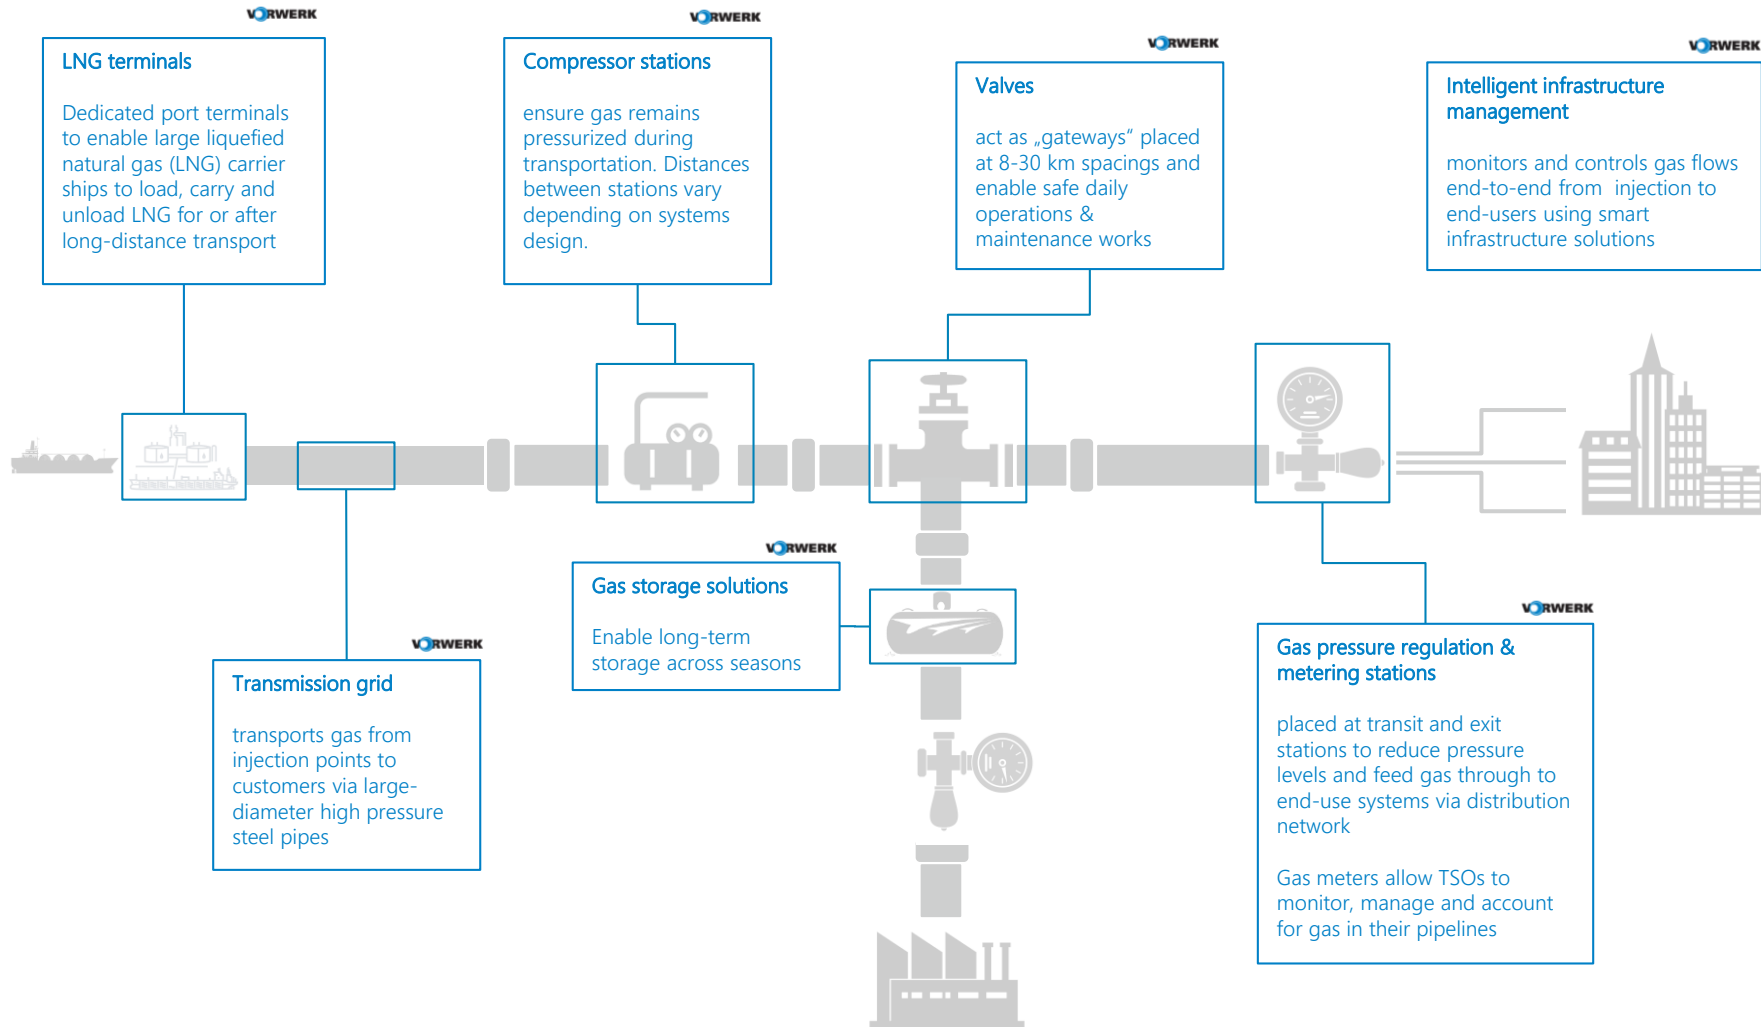 VORWERK
LNG terminals
Dedicated port terminals
to enable large liquefied
natural gas (LNG) carrier
ships to load, carry and
unload LNG for or after
long-distance transport
VORWERK
Compressor stations
ensure gas remains
pressurized during
transportation. Distances
between stations vary
depending on systems
design.
VORWERK
Valves
act as „gateways“ placed
at 8-30 km spacings and
enable safe daily
operations &
maintenance works
VORWERK
Intelligent infrastructure
management
monitors and controls gas flows
end-to-end from injection to
end-users using smart
infrastructure solutions
VORWERK
Transmission grid
transports gas from
injection points to
customers via large-
diameter high pressure
steel pipes
VORWERK
Gas storage solutions
Enable long-term
storage across seasons
VORWERK
Gas pressure regulation &
metering stations
placed at transit and exit
stations to reduce pressure
levels and feed gas through to
end-use systems via distribution
network
Gas meters allow TSOs to
monitor, manage and account
for gas in their pipelines